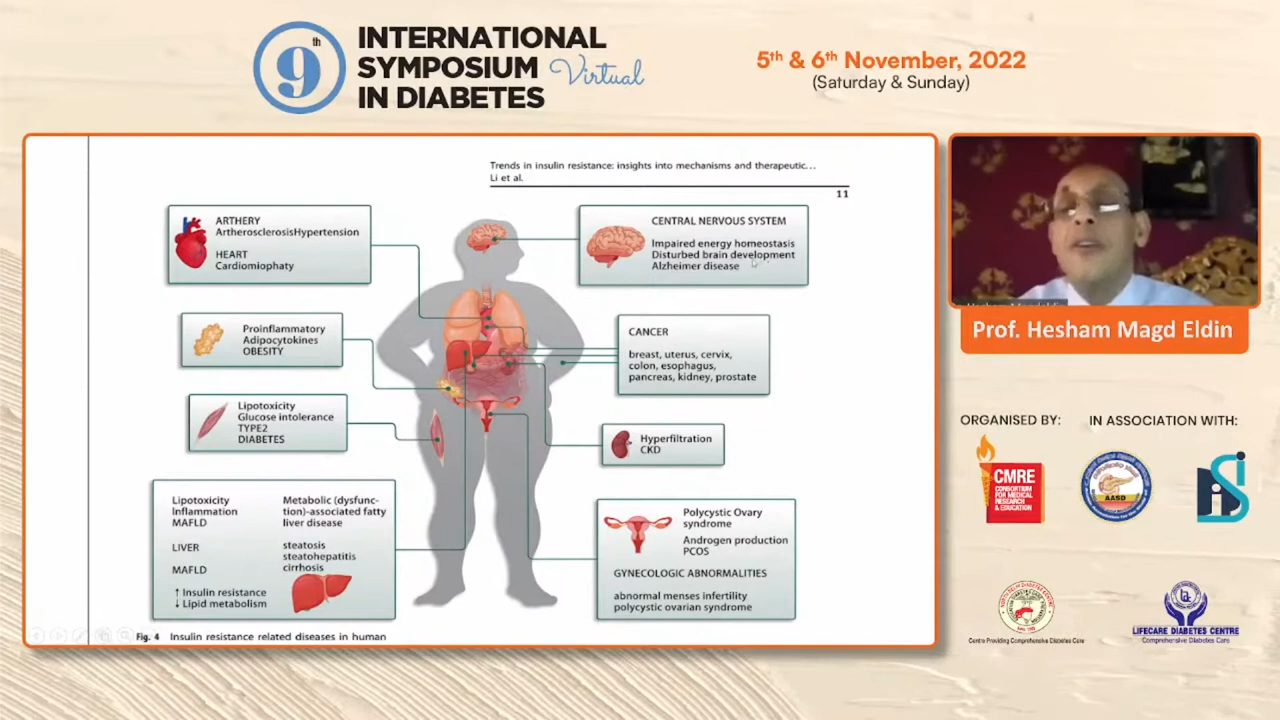 9th
INTERNATIONAL
SYMPOSIUM Virtual
IN DIABETES
5th & 6th November, 2022
(Saturday & Sunday)
Trends in insulin resistance: insights into mechanisms and therapeutic...
Li et al.
11
ARTHERY
ArtherosclerosisHypertension
HEART
Cardiomiophaty
CENTRAL NERVOUS SYSTEM
Impaired energy homeostasis
Disturbed brain development
Alzheimer disease
Proinflammatory
Adipocytokines
OBESITY
CANCER
breast, uterus, cervix,
colon, esophagus,
pancreas, kidney, prostate
Lipotoxicity
Glucose intolerance
TYPE2
DIABETES
Hyperfiltration
CKD
Lipotoxicity
Inflammation
MAFLD
LIVER
MAFLD
↑ Insulin resistance
↓ Lipid metabolism
Metabolic (dysfunc-
tion)-associated fatty
liver disease
steatosis
steatohepatitis
cirrhosis
Polycystic Ovary
syndrome
Androgen production
PCOS
GYNECOLOGIC ABNORMALITIES
abnormal menses infertility
polycystic ovarian syndrome
Fig. 4 Insulin resistance related diseases in human
Prof. Hesham Magd Eldin
ORGANISED BY:
IN ASSOCIATION WITH:
CMRE
CONSORTIUM
FOR MEDICAL
RESEARCH
& EDUCATION
AASD
Centre Providing Comprehensive Diabetes Care
LIFECARE DIABETES CENTRE
Comprehensive Diabetes Care